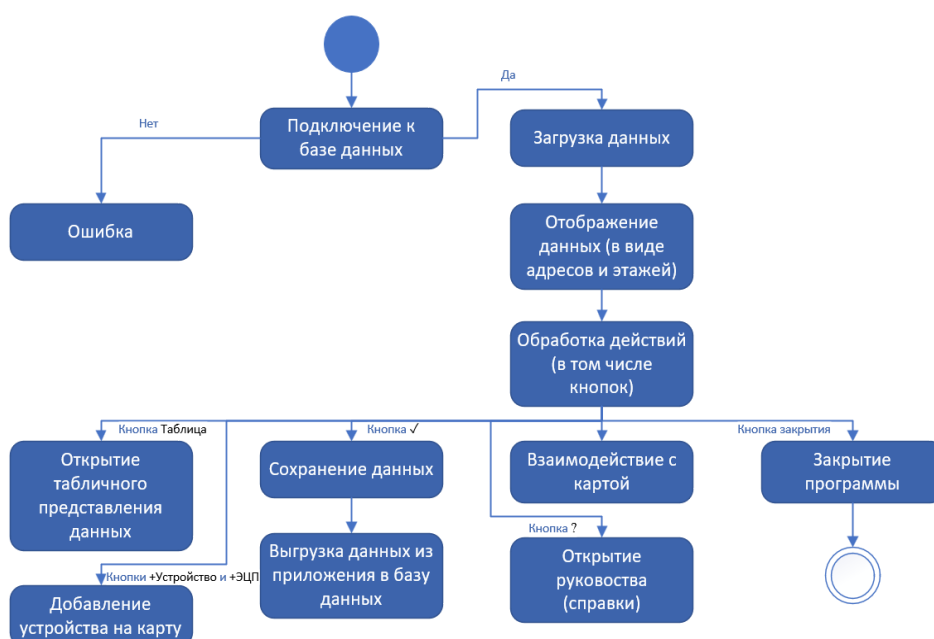 Да
Нет
Подключение к
базе данных
Загрузка данных
Ошибка
Отображение
данных (в виде
адресов и этажей)
Обработка действий
(в том числе
кнопок)
Кнопка Таблица
Кнопка ✓
Кнопка закрытия
Открытие
табличного
представления
данных
Сохранение данных
Взаимодействие с
картой
Закрытие
программы
Кнопка ?
Выгрузка данных из
приложения в базу
данных
Открытие
руковоства
(справки)
Кнопки +Устройство и +ЭЦП
Добавление
устройства на карту